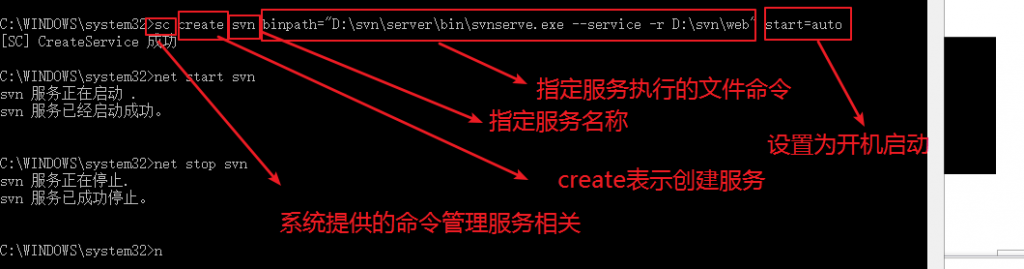 C:\WINDOWS\system32>sc create svn binpath="D:\svn\server\bin\svnserve.exe --service -r D:\svn\web" start=auto
[SC] CreateService 成功
C:\WINDOWS\system32>net start svn
svn 服务正在启动 .
svn 服务已经启动成功。
指定服务执行的文件命令
指定服务名称
设置为开机启动
C:\WINDOWS\system32>net stop svn
svn 服务正在停止.
svn 服务已成功停止。
create表示创建服务
系统提供的命令管理服务相关
C:\WINDOWS\system32>n